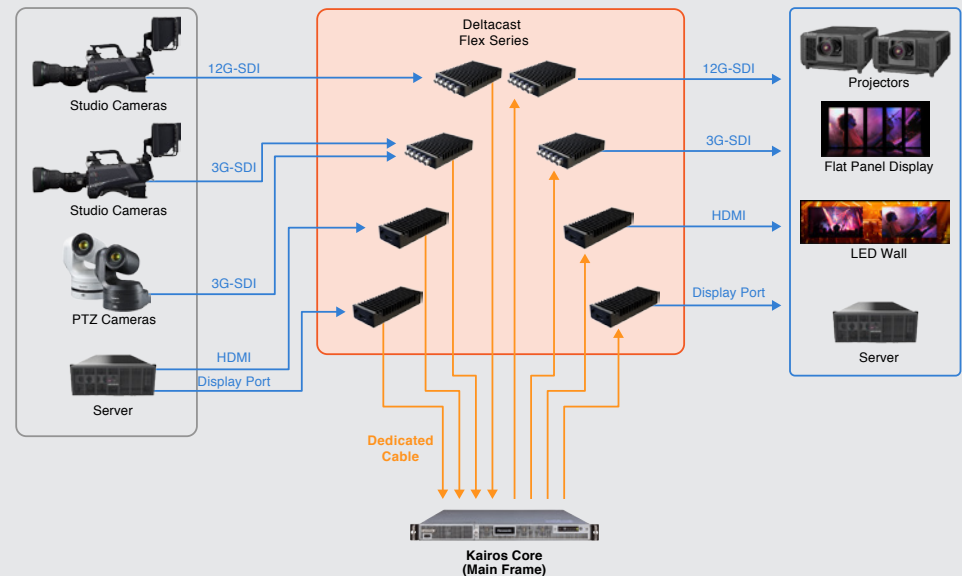 Deltacast
Flex Series
12G-SDI
Studio Cameras
3G-SDI
Studio Cameras
3G-SDI
PTZ Cameras
HDMI
Display Port
Server
12G-SDI
Projectors
3G-SDI
Flat Panel Display
HDMI
LED Wall
Display Port
Server
Dedicated
Cable
Kairos Core
(Main Frame)